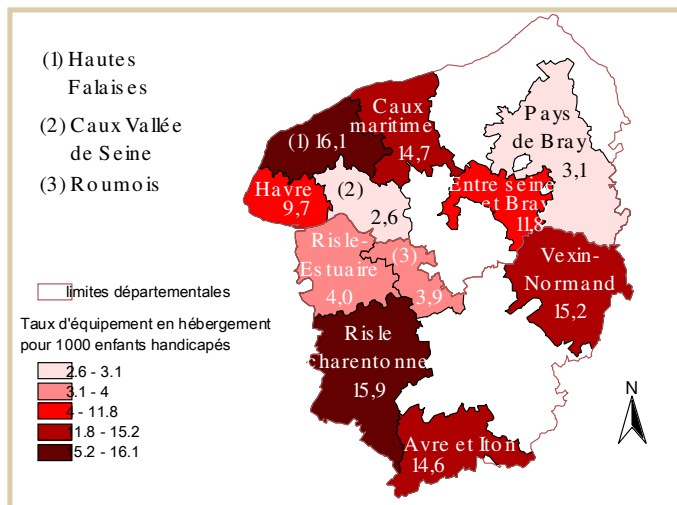 (1) Hautes
Falaises
(2) Caux Vallée
de Seine
(3) Roumois
Caux
maritime
14,7
(1) 16,1
Pays
de Bray
3,1
Havre
9,7
(2)
2,6
Entre seine
et Bray
11,8
Risle-
Estuaire
4,0
(3)
3,9
Vexin-
Normand
15,2
Risle
charentonne
15,9
Avre et Iton
14,6
limites départementales
Taux d'équipement en hébergement
pour 1000 enfants handicapés
2.6 - 3.1
3.1 - 4
4 - 11.8
11.8 - 15.2
15.2 - 16.1
N